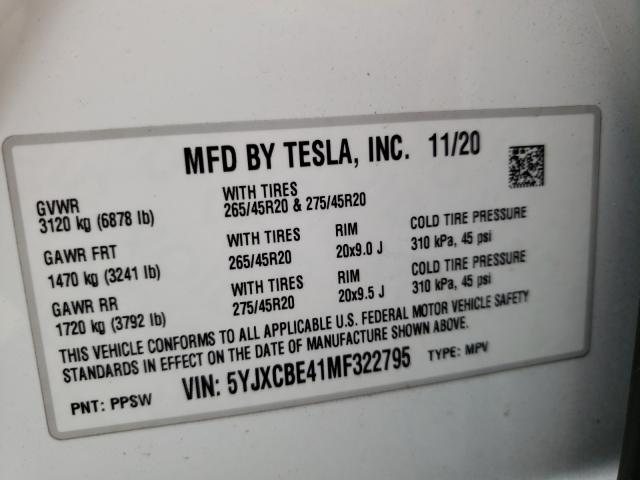 MFD BY TESLA, INC. 11/20
GVWR
3120 kg (6878 lb)
WITH TIRES
265/45R20 & 275/45R20
GAWR FRT
1470 kg (3241 lb)
WITH TIRES
265/45R20
RIM
20x9.0 J
COLD TIRE PRESSURE
310 kPa, 45 psi
GAWR RR
1720 kg (3792 lb)
WITH TIRES
275/45R20
RIM
20x9.5 J
COLD TIRE PRESSURE
310 kPa, 45 psi
THIS VEHICLE CONFORMS TO ALL APPLICABLE U.S. FEDERAL MOTOR VEHICLE SAFETY
STANDARDS IN EFFECT ON THE DATE OF MANUFACTURE SHOWN ABOVE.
PNT: PPSW VIN: 5YJXCBE41MF322795 TYPE: MPV